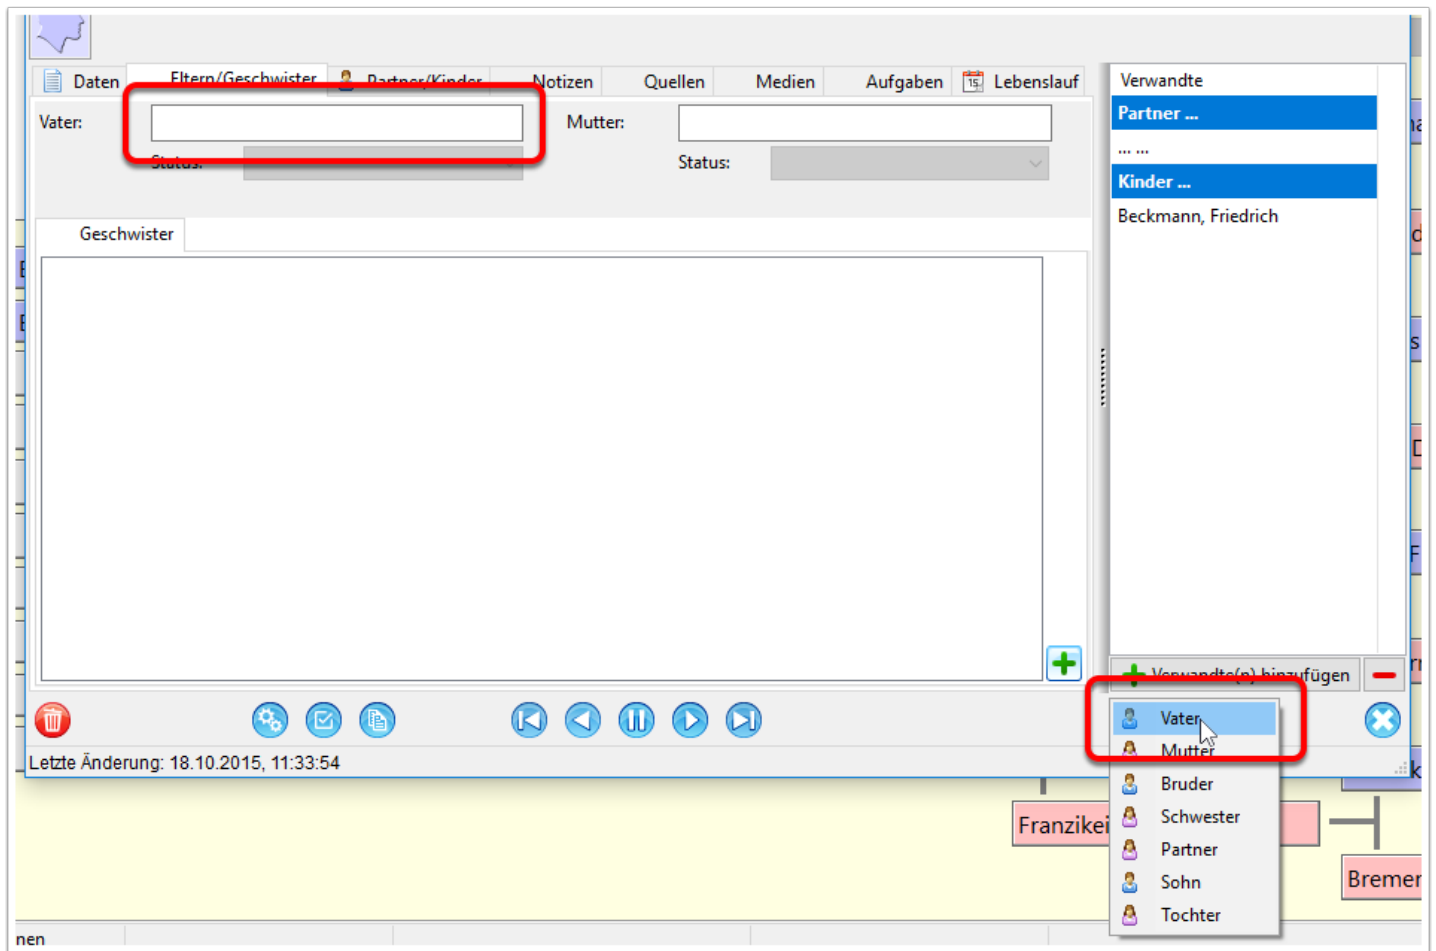 Daten Eltern/Geschwister Partner/Kinder Notizen Quellen Medien Aufgaben 15 Lebenslauf
Vater:
Mutter:
Status:
Status:
Geschwister
Verwandte
Partner ...
... ...
Kinder ...
Beckmann, Friedrich
Verwandte(n) hinzufügen
Vater
Mutter
Bruder
Schwester
Partner
Sohn
Tochter
Letzte Änderung: 18.10.2015, 11:33:54
Franzikei
Bremer
nen